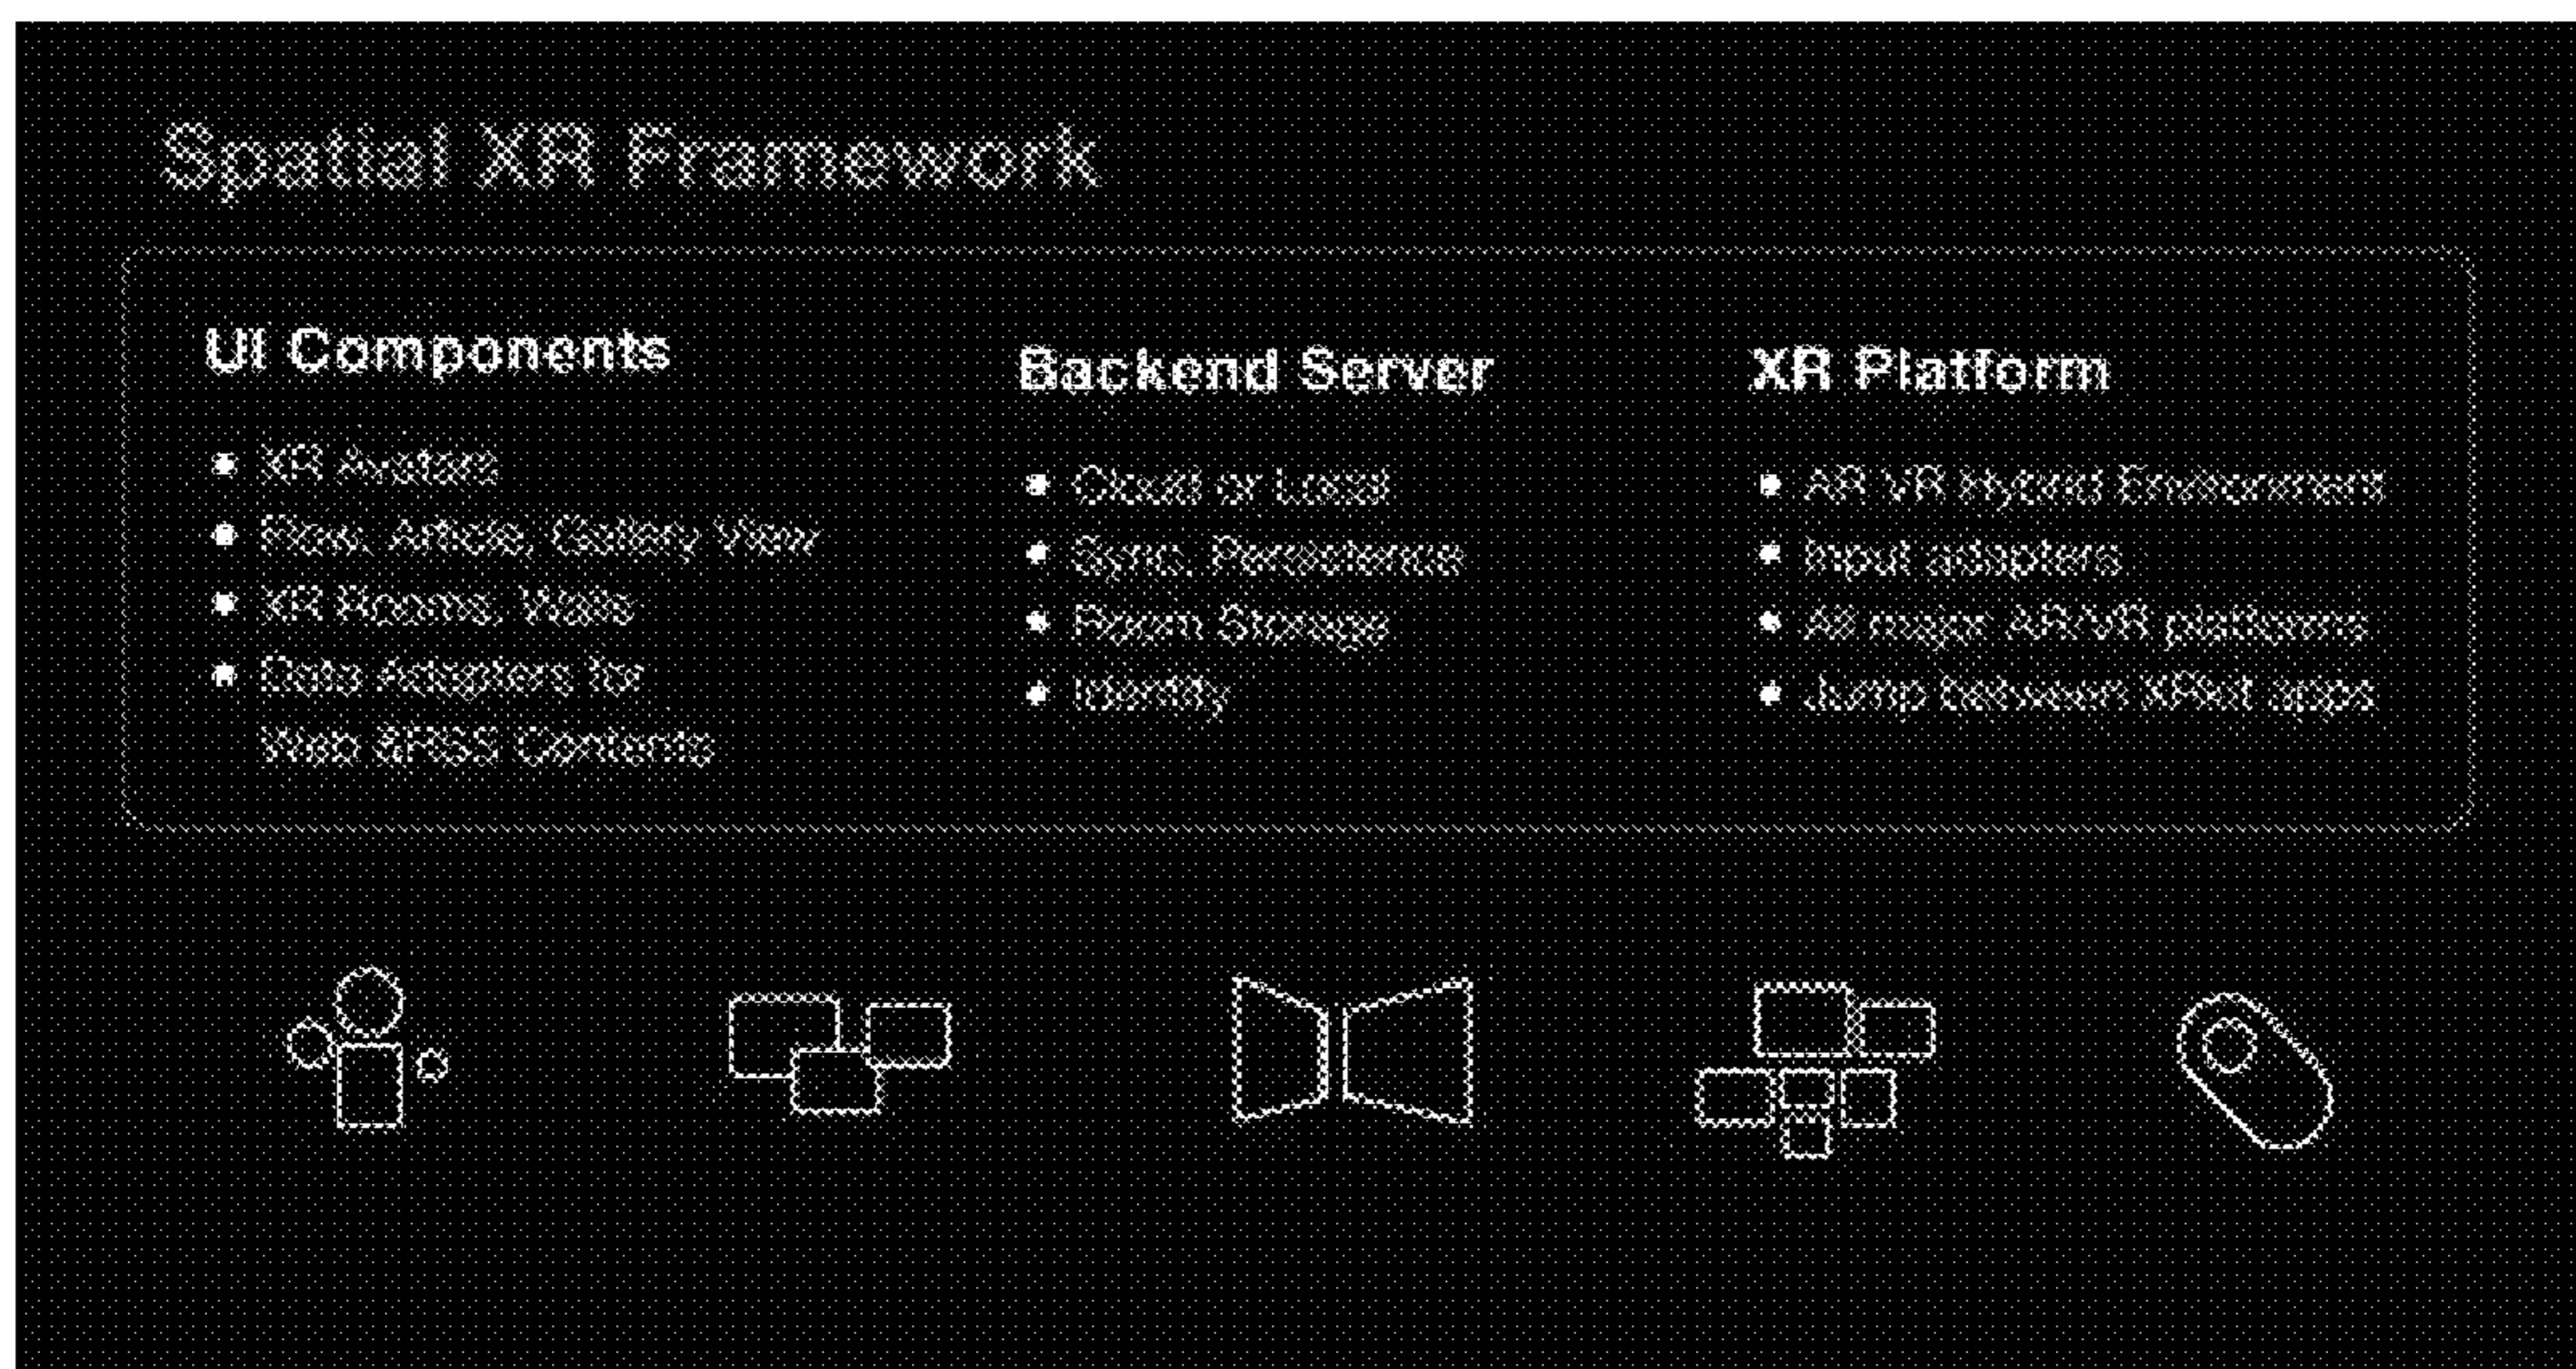 Spatial XR Framework
UI Components
XR Avatars
Flow, Article, Gallery View
XR Rooms, Walls
Data Adapters for
Web &RSS Contents
Backend Server
Cloud or Local
Sync, Persistence
Room Storage
Identity
XR Platform
AR VR Hybrid Environment
Input adapters
All major AR/VR platforms
Jump between XRkit apps